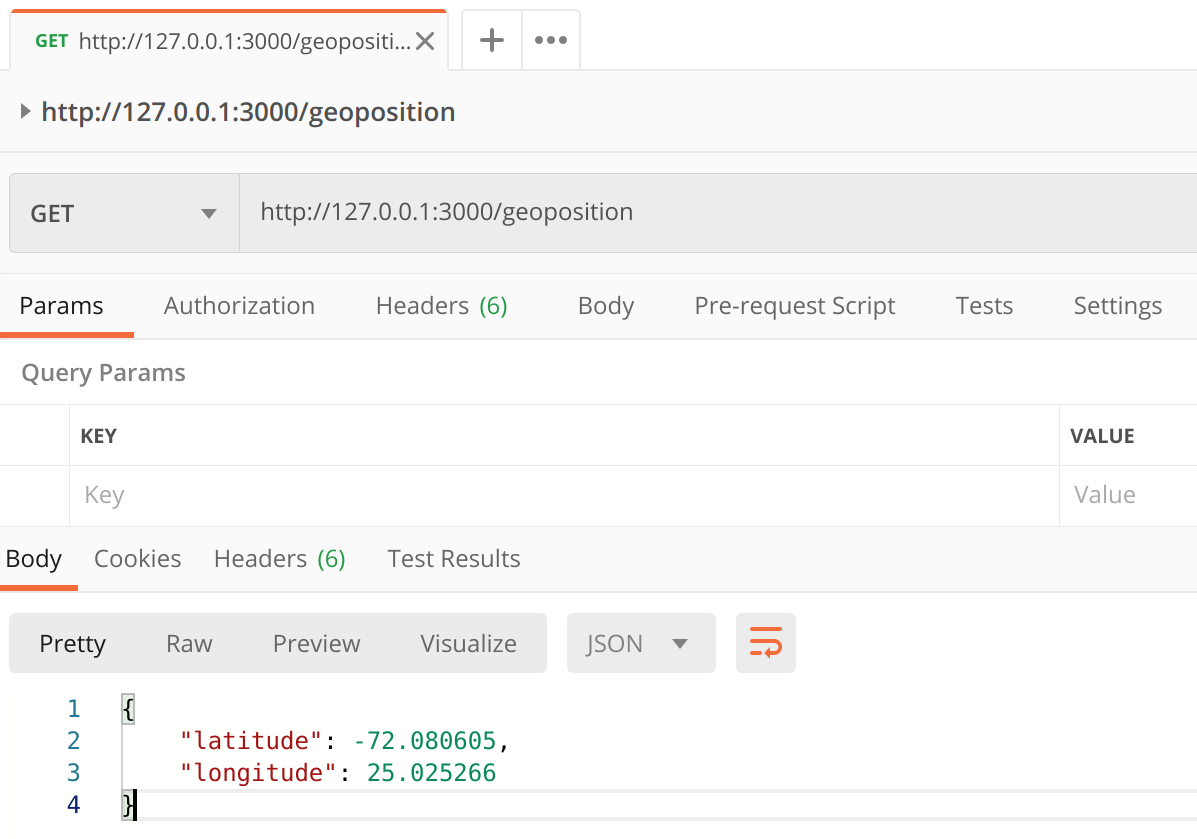 GET http://127.0.0.1:3000/geopositi...
http://127.0.0.1:3000/geoposition
GET http://127.0.0.1:3000/geoposition
Params Authorization Headers (6) Body Pre-request Script Tests Settings
Query Params
KEY VALUE
Key Value
Body Cookies Headers (6) Test Results
Pretty Raw Preview Visualize JSON
1 {
2 "latitude": -72.080605,
3 "longitude": 25.025266
4 }